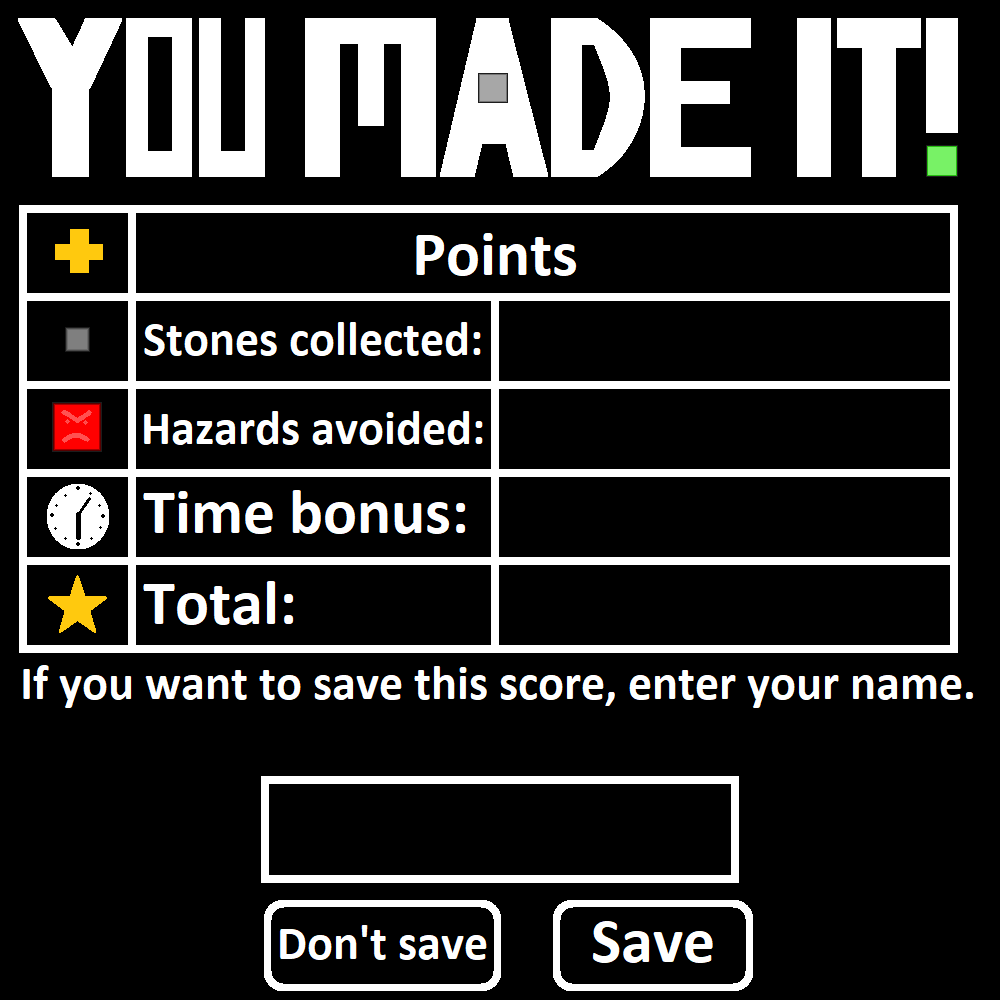 YOU MADE IT!
Points
Stones collected:
Hazards avoided:
Time bonus:
Total:
If you want to save this score, enter your name.
Don't save
Save